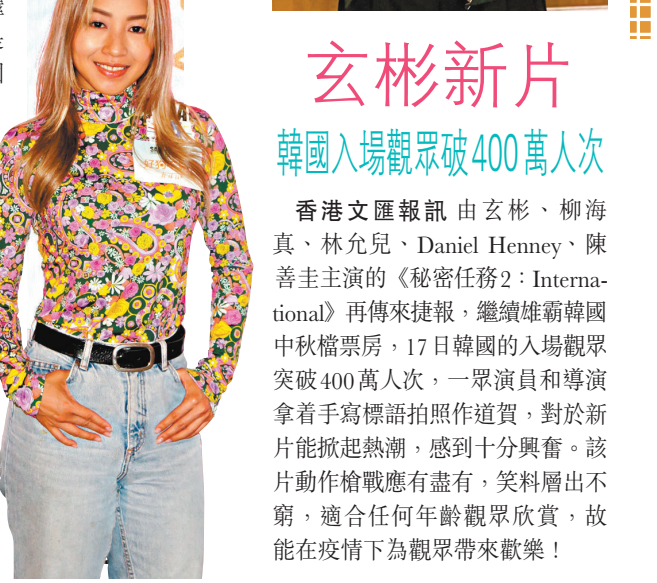 玄彬新片
韓國入場觀眾破400萬人次
香港文匯報訊 由玄彬、柳海
真、林允兒、Daniel Henney、陳
善圭主演的《秘密任務2：Interna-
tional》再傳來捷報，繼續雄霸韓國
中秋檔票房，17日韓國的入場觀眾
突破400萬人次，一眾演員和導演
拿着手寫標語拍照作道賀，對於新
片能掀起熱潮，感到十分興奮。該
片動作槍戰應有盡有，笑料層出不
窮，適合任何年齡觀眾欣賞，故
能在疫情下為觀眾帶來歡樂！